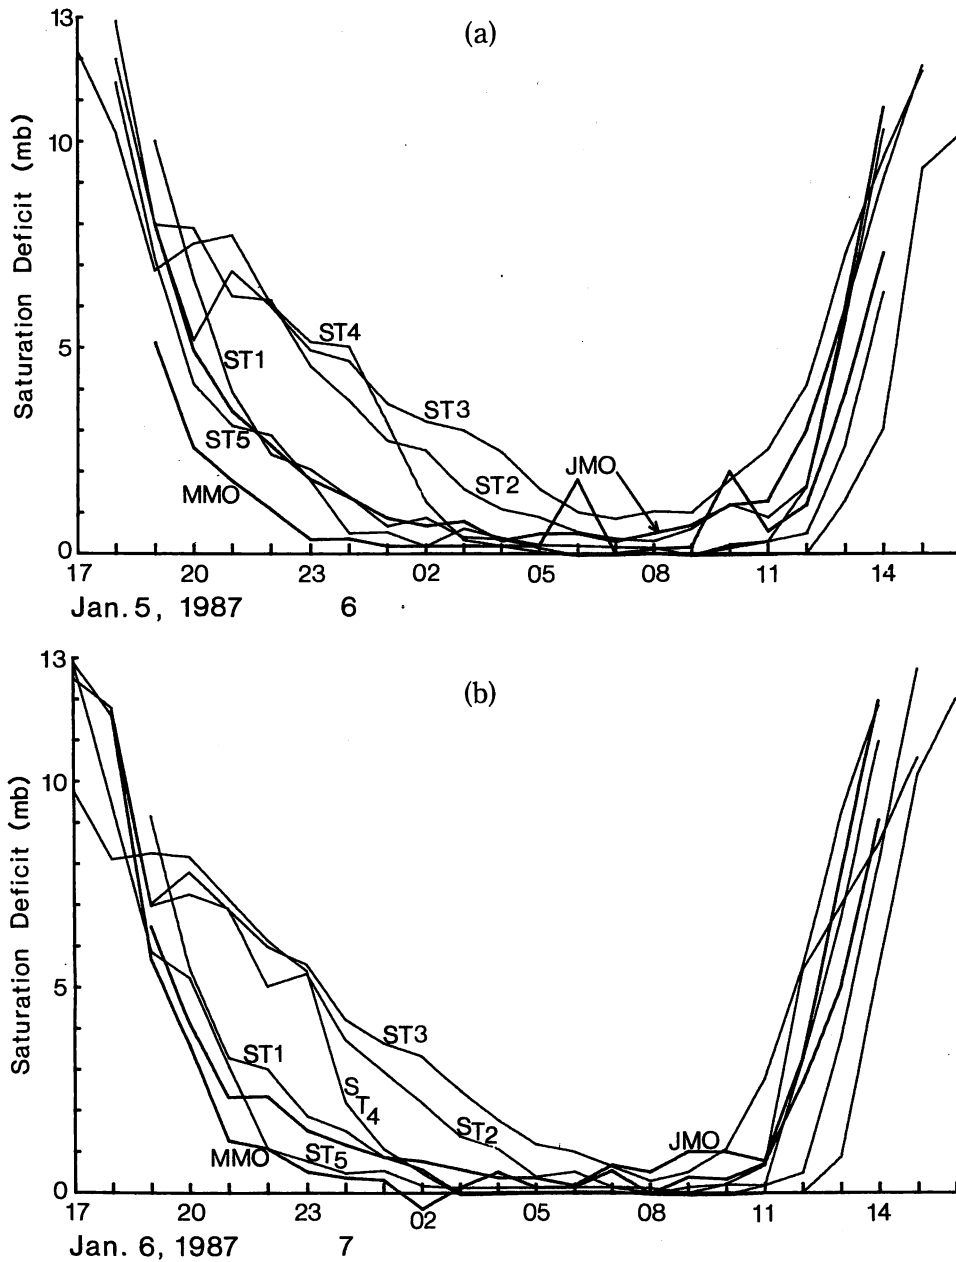 (a)
13
10
5
0
Saturation Deficit (mb)
ST4
ST1
ST3
ST5
JMO
ST2
MMO
17 20 23 02 05 08 11 14
Jan. 5, 1987 6
(b)
13
10
5
0
Saturation Deficit (mb)
ST3
ST1
ST4
ST2
JMO
MMO
ST5
17 20 23 02 05 08 11 14
Jan. 6, 1987 7